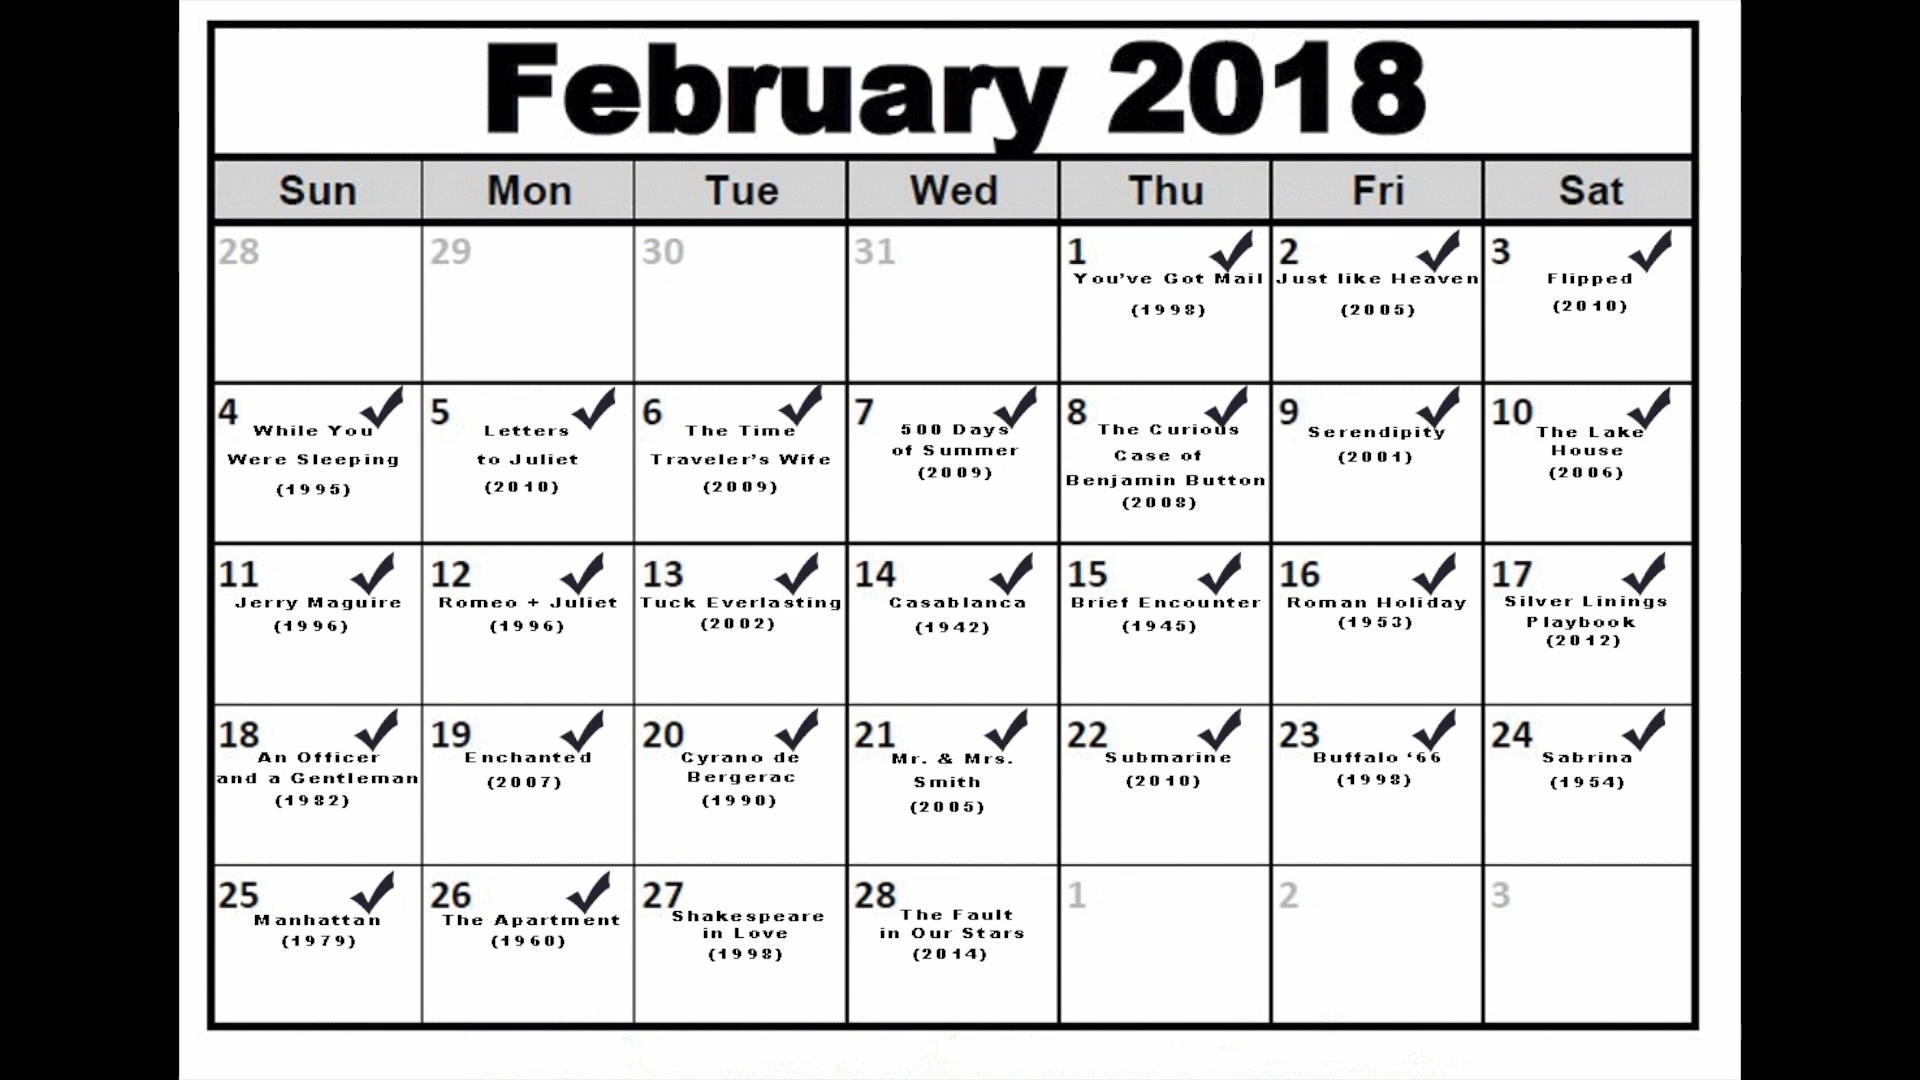 February 2018
Sun Mon Tue Wed Thu Fri Sat
28 29 30 31 1 2 3
You've Got Mail
(1998)
Just like Heaven
(2005)
Flipped
(2010)
4
While You
Were Sleeping
(1995)
5
Letters
to Juliet
(2010)
6
The Time
Traveler's Wife
(2009)
7
500 Days
of Summer
(2009)
8
The Curious
Case of
Benjamin Button
(2008)
9
Serendipity
(2001)
10
The Lake
House
(2006)
11
Jerry Maguire
(1996)
12
Romeo + Juliet
(1996)
13
Tuck Everlasting
(2002)
14
Casablanca
(1942)
15
Brief Encounter
(1945)
16
Roman Holiday
(1953)
17
Silver Linings
Playbook
(2012)
18
An Officer
and a Gentleman
(1982)
19
Enchanted
(2007)
20
Cyrano de
Bergerac
(1990)
21
Mr. & Mrs.
Smith
(2005)
22
Submarine
(2010)
23
Buffalo ‘66
(1998)
24
Sabrina
(1954)
25
Manhattan
(1979)
26
The Apartment
(1960)
27
Shakespeare
in Love
(1998)
28
The Fault
in Our Stars
(2014)
1 2 3